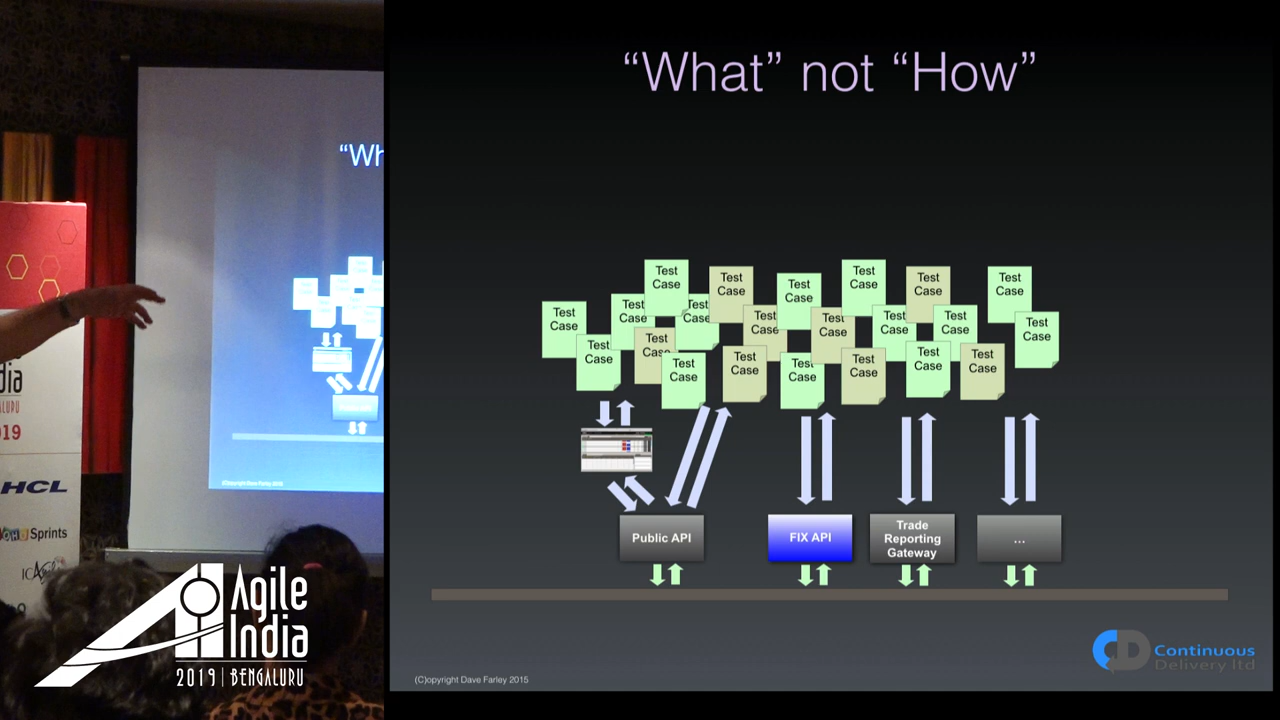 “What” not “How”
Test
Case
Test
Case
Test
Case
Test
Case
Test
Case
Test
Case
Test
Case
Test
Case
Test
Case
Test
Case
Test
Case
Test
Case
Test
Case
Test
Case
Test
Case
Test
Case
Test
Case
Test
Case
Test
Case
Test
Case
Test
Case
Test
Case
Public API
FIX API
Trade
Reporting
Gateway
...
(C)opyright Dave Farley 2015
CD
Continuous
Delivery ltd
“Wh
HCL
Sprints
Agile
India
2019 | BENGALURU